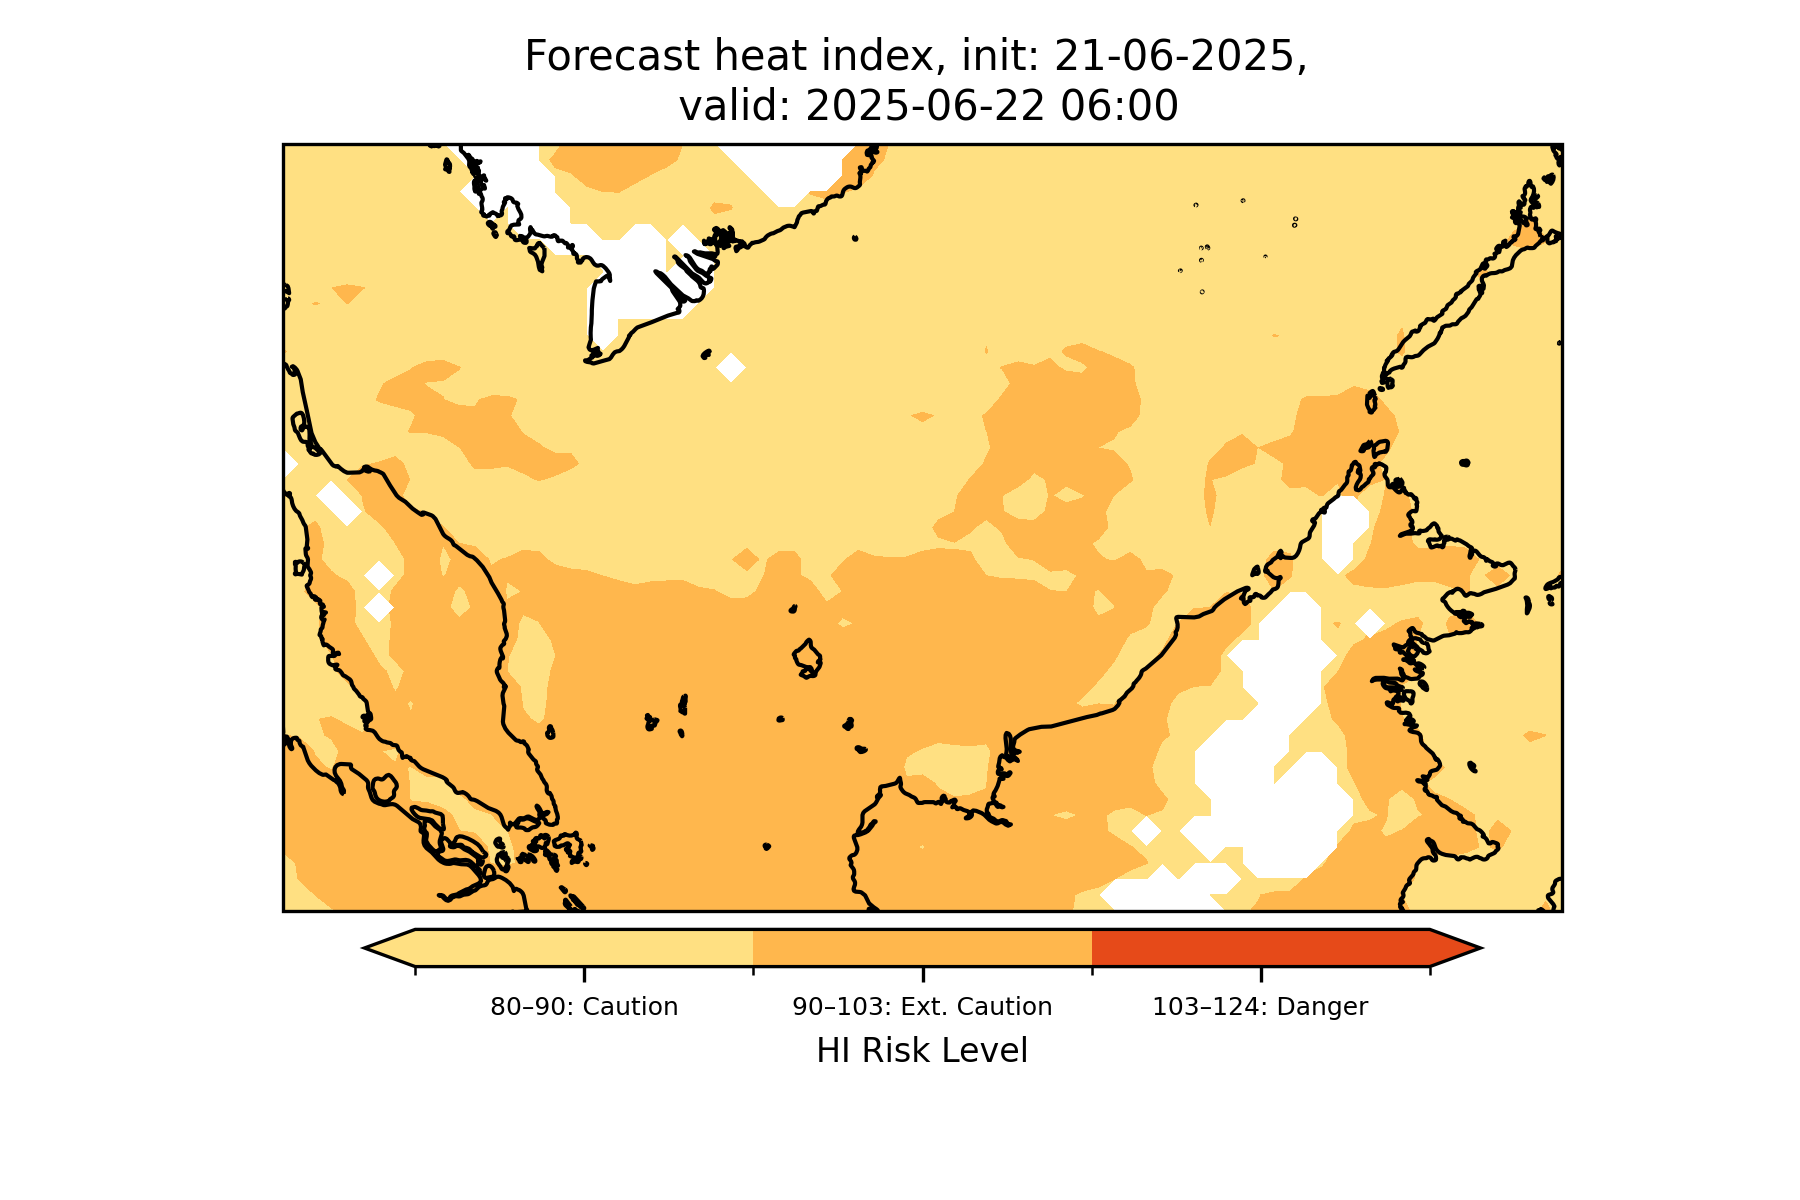 Forecast heat index, init: 21-06-2025,
valid: 2025-06-22 06:00
80–90: Caution
90–103: Ext. Caution
103–124: Danger
HI Risk Level